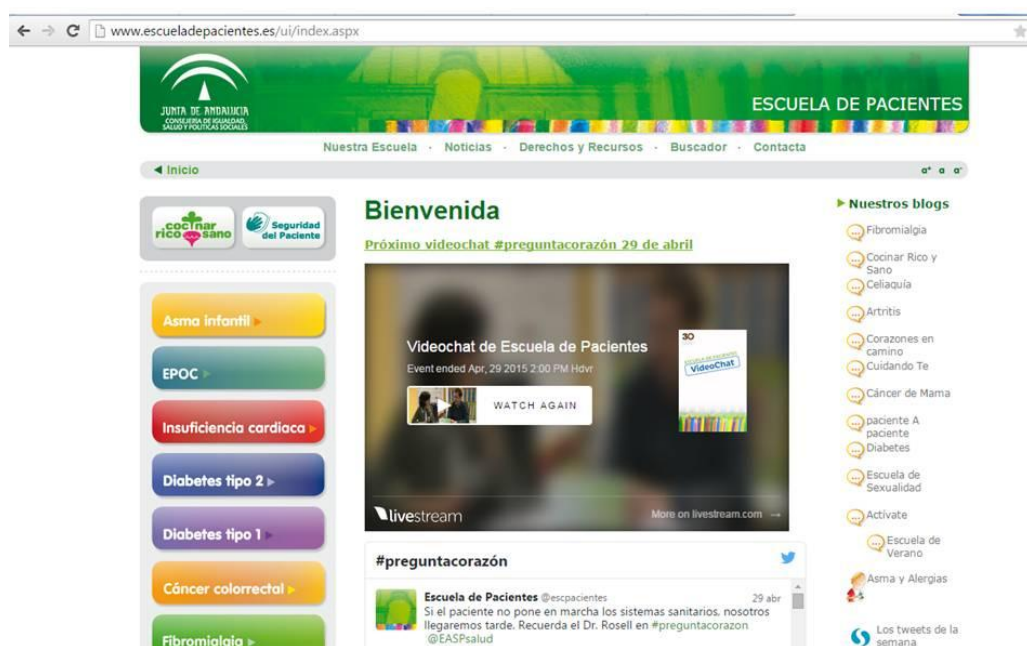 www.escueladepacientes.es/ui/index.aspx
JUNTA DE ANDALUCIA
CONSEJERÍA DE IGUALDAD,
SALUD Y POLÍTICAS SOCIALES
ESCUELA DE PACIENTES
Nuestra Escuela · Noticias · Derechos y Recursos · Buscador · Contacta
Inicio
a+ a a-
cocinar
rico sano
Seguridad
del Paciente
Asma infantil
EPOC
Insuficiencia cardiaca
Diabetes tipo 2
Diabetes tipo 1
Cáncer colorrectal
Fibromialgia
Bienvenida
Próximo videochat #preguntacorazón 29 de abril
Videochat de Escuela de Pacientes
Event ended Apr, 29 2015 2:00 PM Hdvr
WATCH AGAIN
30
ESCUELA DE PACIENTES
VideoChat
livestream
More on livestream.com →
#preguntacorazón
Escuela de Pacientes @escpacientes 29 abr
Si el paciente no pone en marcha los sistemas sanitarios, nosotros
llegaremos tarde. Recuerda el Dr. Rosell en #preguntacorazon
@EASPsalud
Nuestros blogs
Fibromialgia
Cocinar Rico y
Sano
Celiaquía
Artritis
Corazones en
camino
Cuidando Te
Cáncer de Mama
paciente A
paciente
Diabetes
Escuela de
Sexualidad
Actívate
Escuela de
Verano
Asma y Alergias
Los tweets de la
semana